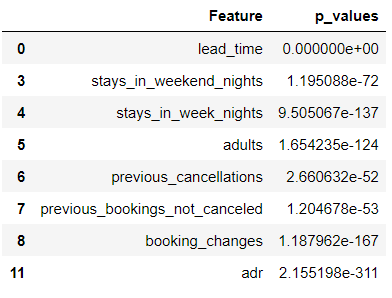 Feature p_values
0 lead_time 0.000000e+00
3 stays_in_weekend_nights 1.195088e-72
4 stays_in_week_nights 9.505067e-137
5 adults 1.654235e-124
6 previous_cancellations 2.660632e-52
7 previous_bookings_not_canceled 1.204678e-53
8 booking_changes 1.187962e-167
11 adr 2.155198e-311